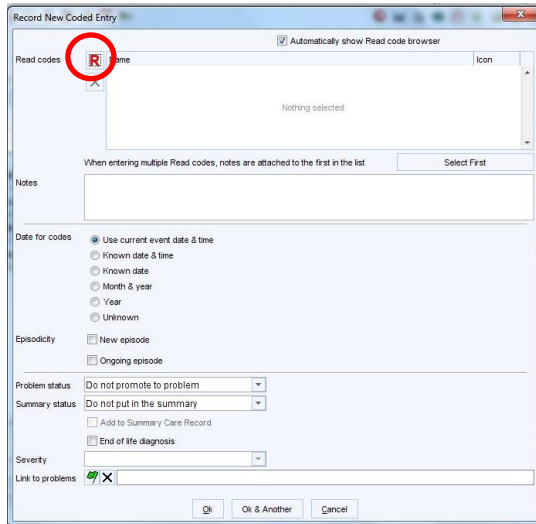 Record New Coded Entry
Automatically show Read code browser
Read codes R Name Icon
Nothing selected
When entering multiple Read codes, notes are attached to the first in the list Select First
Notes
Date for codes Use current event date & time
Known date & time
Known date
Month & year
Year
Unknown
Episodicity New episode
Ongoing episode
Problem status Do not promote to problem
Summary status Do not put in the summary
Add to Summary Care Record
End of life diagnosis
Severity
Link to problems
Ok Ok & Another Cancel